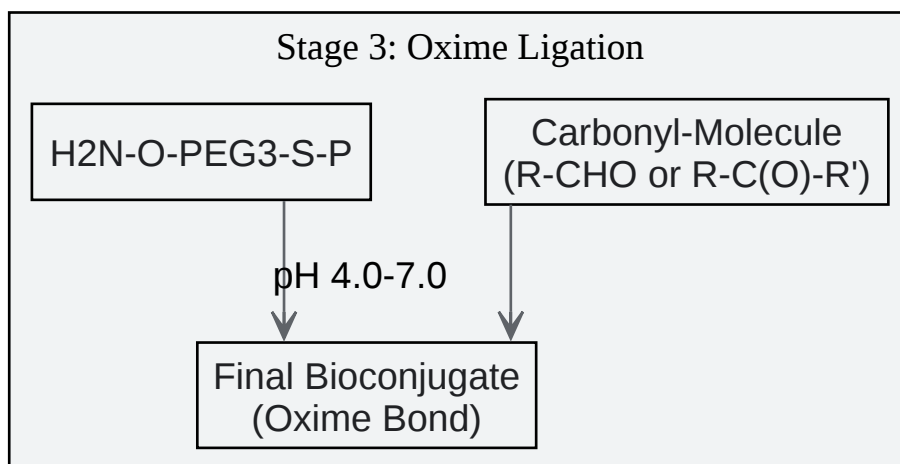 Stage 3: Oxime Ligation
H2N-O-PEG3-S-P
Carbonyl-Molecule
(R-CHO or R-C(O)-R')
pH 4.0-7.0
Final Bioconjugate
(Oxime Bond)